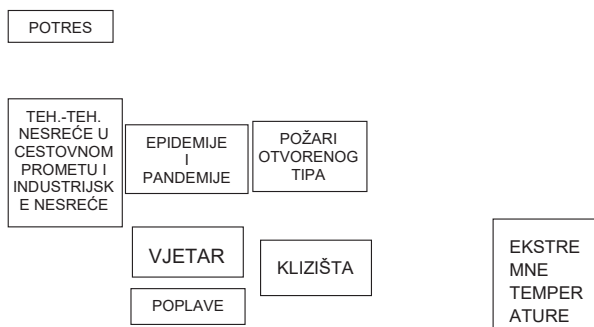 POTRES
TEH.-TEH.
NESREĆE U
CESTOVNOM
PROMETU I
INDUSTRIJSK
E NESREĆE
EPIDEMIJE
I
PANDEMIJE
POŽARI
OTVORENOG
TIPA
VJETAR
KLIZIŠTA
POPLAVE
EKSTRE
MNE
TEMPER
ATURE